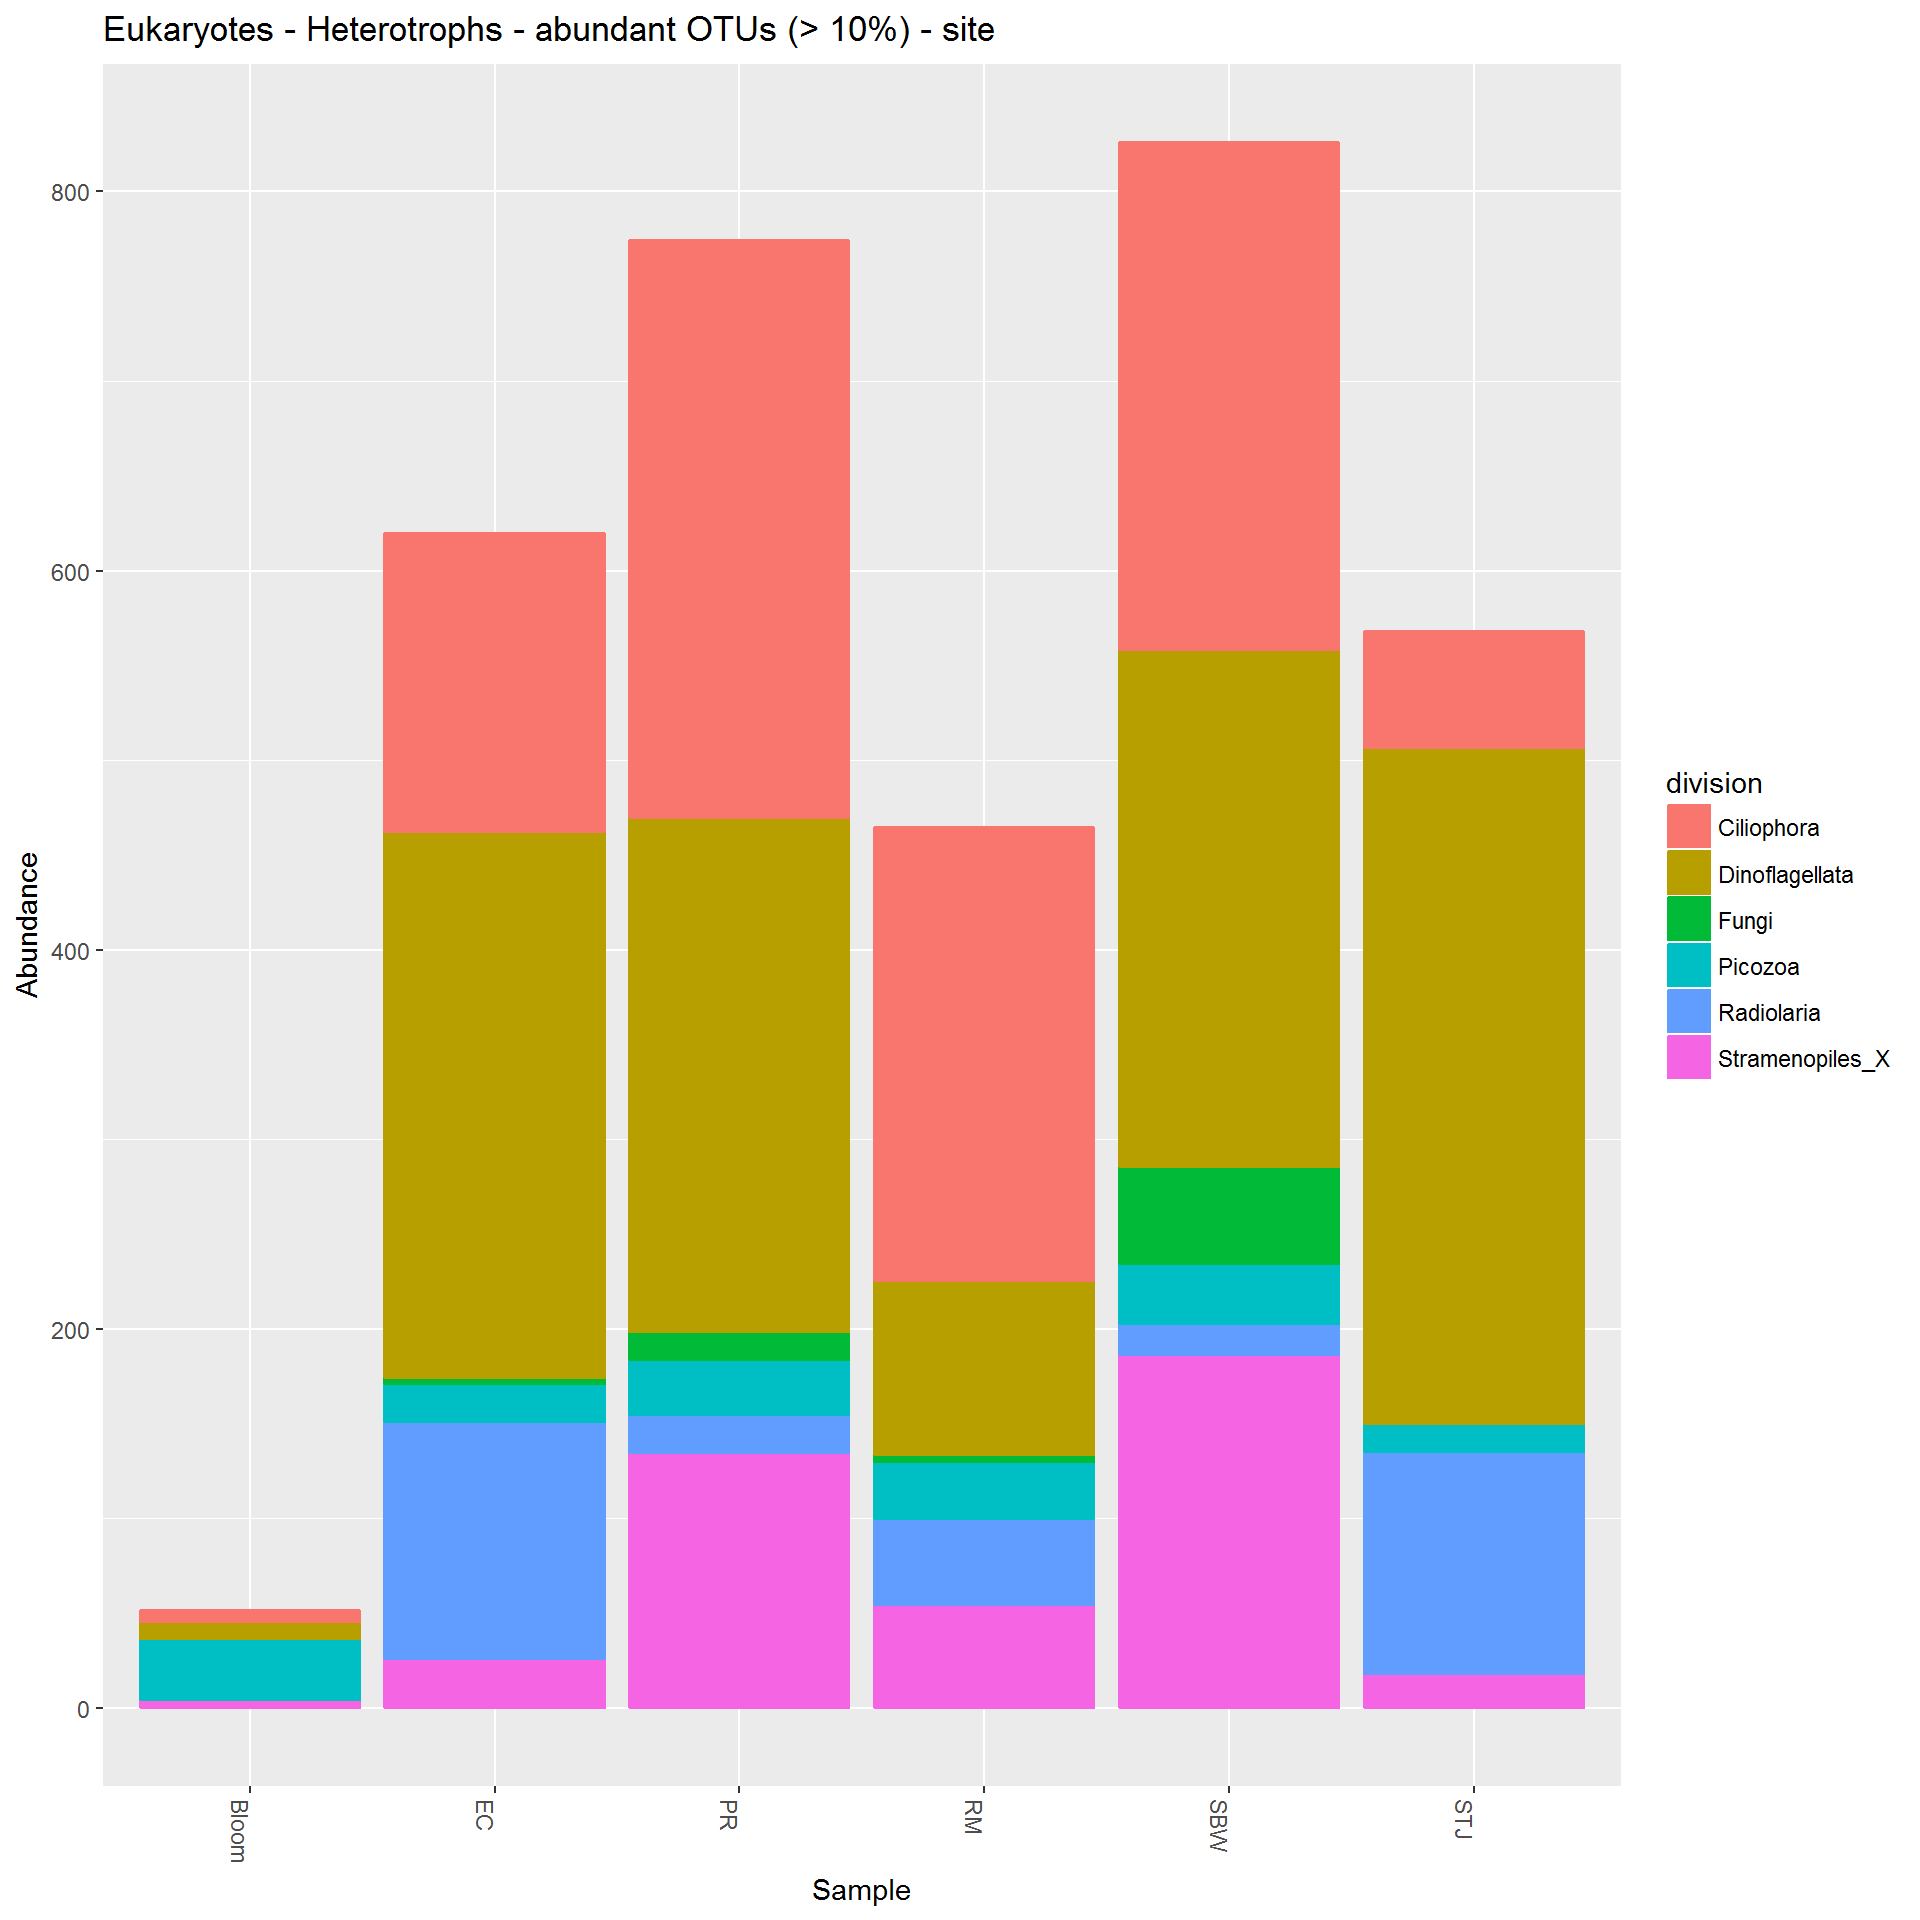 Eukaryotes - Heterotrophs - abundant OTUs (> 10%) - site
800
600
400
200
0
Abundance
Bloom
EC
PR
RM
SBW
STJ
Sample
division
Ciliophora
Dinoflagellata
Fungi
Picozoa
Radiolaria
Stramenopiles_X